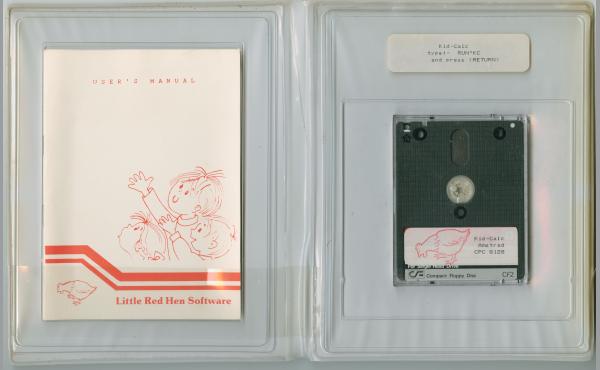 USER'S MANUAL
Little Red Hen Software
Kid-Calc
type:- RUN"KC
and press (RETURN)
Kid-Calc
Amstrad
CPC 6128
Compact Floppy Disc
CF2